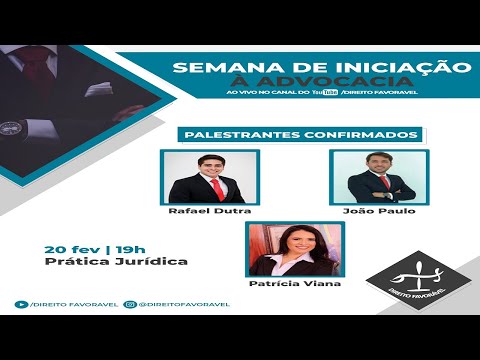 SEMANA DE INICIAÇÃO
À ADVOCACIA
AO VIVO NO CANAL DO YouTube /DIREITO FAVORAVEL
PALESTRANTES CONFIRMADOS
Rafael Dutra
João Paulo
20 fev | 19h
Prática Jurídica
Patrícia Viana
DIREITO FAVORÁVEL
/DIREITO FAVORAVEL
@DIREITOFAVORAVEL